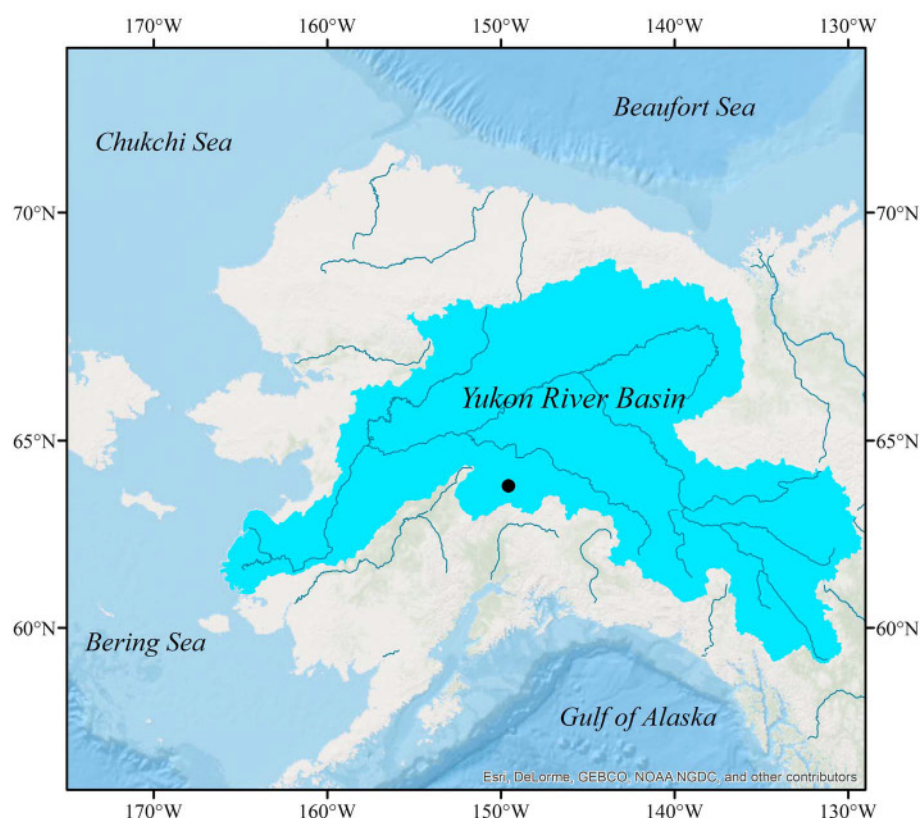 170°W 160°W 150°W 140°W 130°W
Beaufort Sea
Chukchi Sea
70°N 70°N
Yukon River Basin
65°N 65°N
60°N 60°N
Bering Sea
Gulf of Alaska
Esri, DeLorme, GEBCO, NOAA NGDC, and other contributors
170°W 160°W 150°W 140°W 130°W